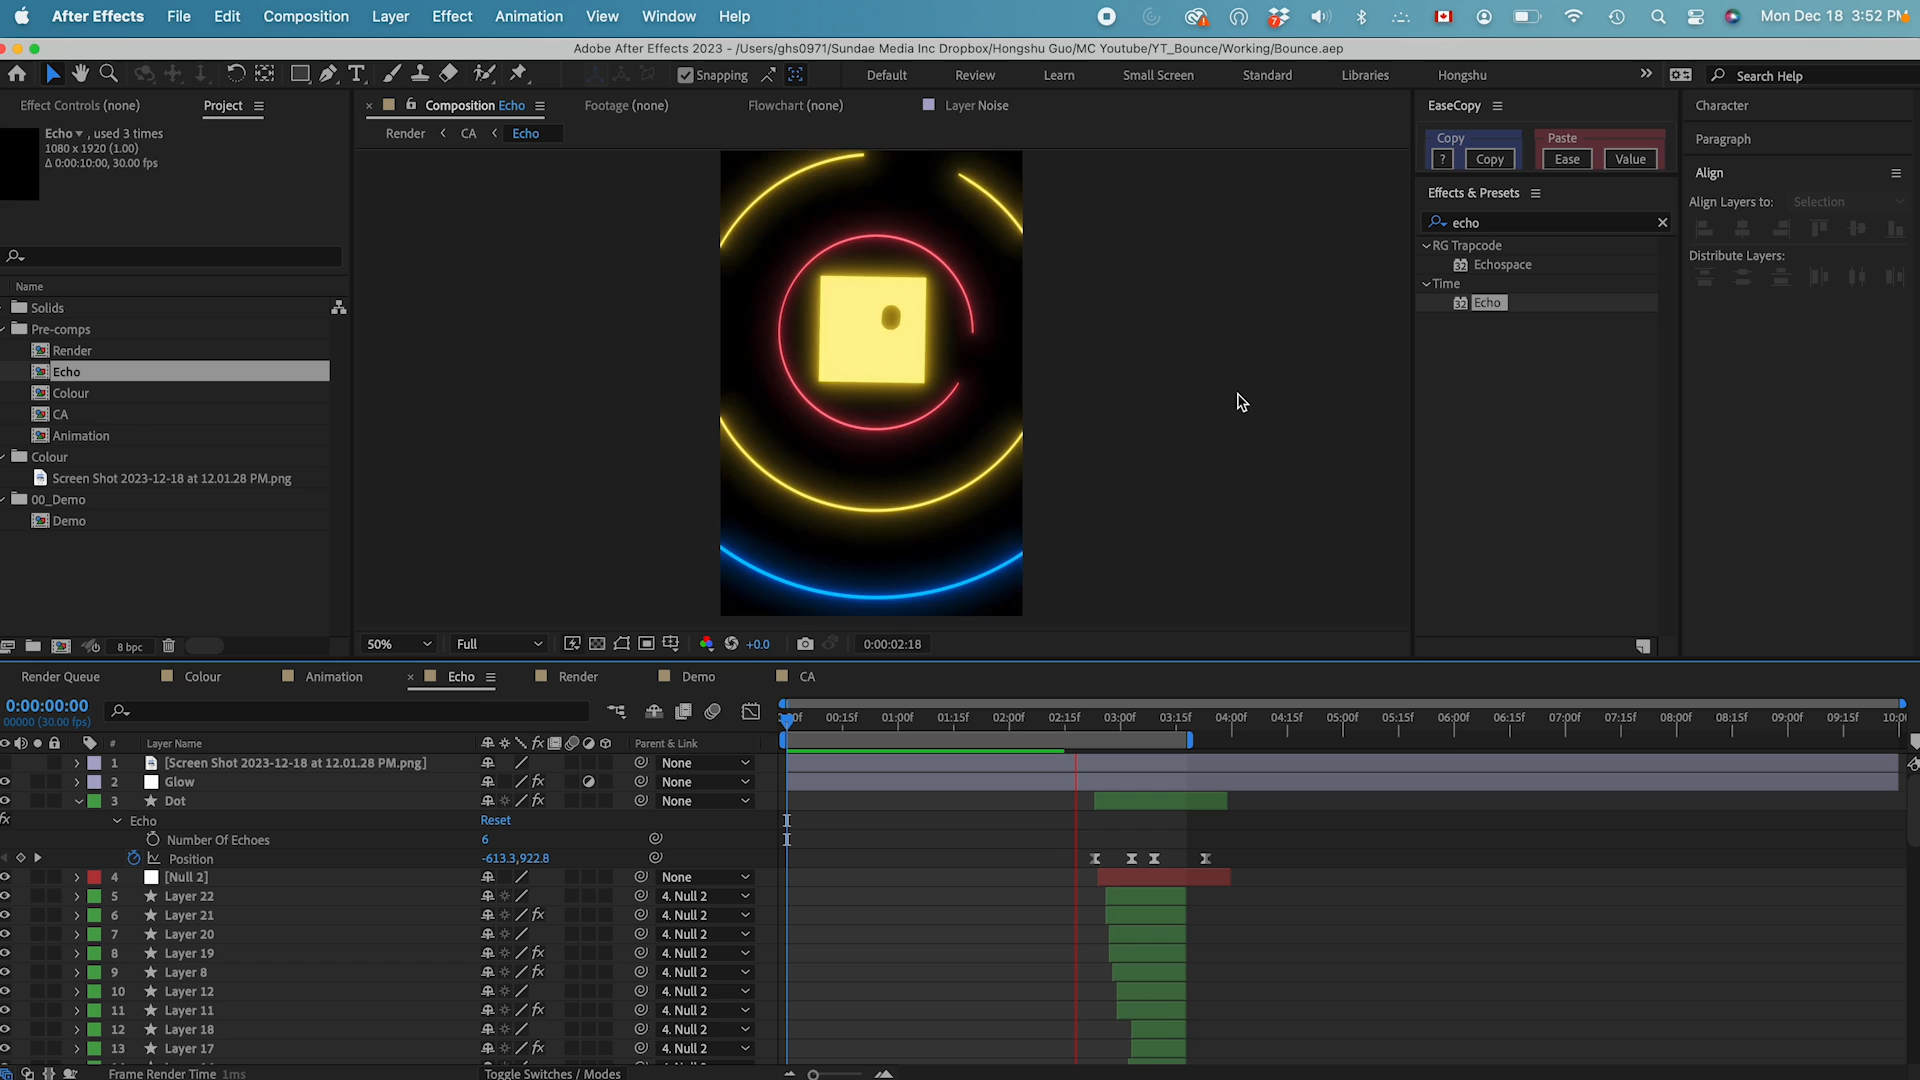 After Effects File Edit Composition Layer Effect Animation View Window Help
7
Mon Dec 18 3:52 PM
Adobe After Effects 2023 - /Users/ghs0971/Sundae Media Inc Dropbox/Hongshu Guo/MC Youtube/YT_Bounce/Working/Bounce.aep
Snapping
Default Review Learn Small Screen Standard Libraries Hongshu
Search Help
Effect Controls (none) Project
Echo , used 3 times
1080 x 1920 (1.00)
Δ 0:00:10:00, 30.00 fps)
Name
Solids
Pre-comps
Render
Echo
Colour
CA
Animation
Colour
Screen Shot 2023-12-18 at 12.01.28 PM.png
00_Demo
Demo
8 bpc
Composition Echo Footage (none) Flowchart (none) Layer Noise
Render < CA < Echo
50% Full +0.0 0:00:02:18
EaseCopy
Copy Paste
? Copy Ease Value
Effects & Presets
echo
RG Trapcode
32 Echospace
Time
32 Echo
Character
Paragraph
Align
Align Layers to: Selection
Distribute Layers:
Render Queue Colour Animation Echo Render Demo CA
0:00:00:00
00000 (30.00 fps)
00:15f 01:00f 01:15f 02:00f 02:15f 03:00f 03:15f 04:00f 04:15f 05:00f 05:15f 06:00f 06:15f 07:00f 07:15f 08:00f 08:15f 09:00f 09:15f 10:0
# Layer Name fx Parent & Link
1 [Screen Shot 2023-12-18 at 12.01.28 PM.png] None
2 Glow fx None
3 Dot fx None
fx Echo Reset
Number Of Echoes 6
Position -613.3,922.8
4 [Null 2] None
5 Layer 22 4. Null 2
6 Layer 21 fx 4. Null 2
7 Layer 20 4. Null 2
8 Layer 19 fx 4. Null 2
9 Layer 8 fx 4. Null 2
10 Layer 12 4. Null 2
11 Layer 11 fx 4. Null 2
12 Layer 18 4. Null 2
13 Layer 17 fx 4. Null 2
Frame Render Time 1ms Toggle Switches / Modes